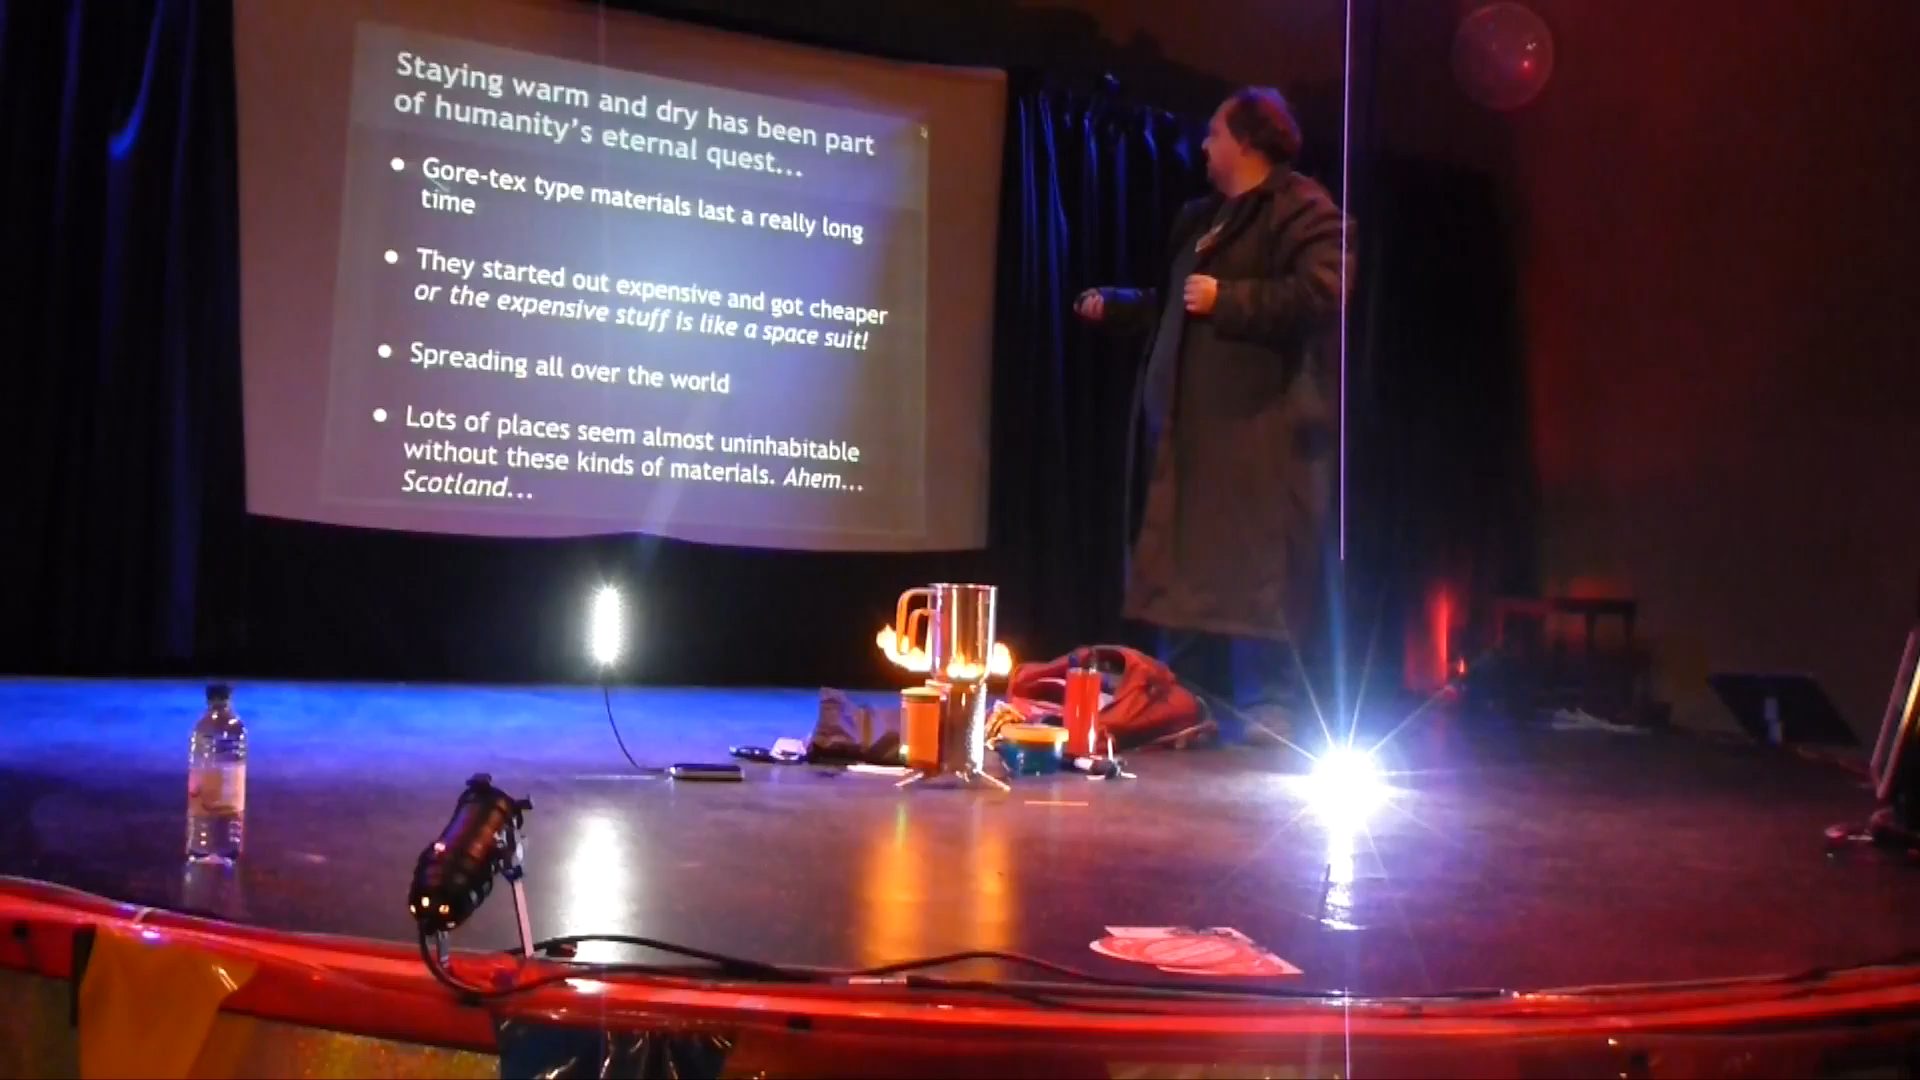 Staying warm and dry has been part
of humanity's eternal quest...
• Gore-tex type materials last a really long
time
• They started out expensive and got cheaper
or the expensive stuff is like a space suit!
• Spreading all over the world
• Lots of places seem almost uninhabitable
without these kinds of materials. Ahem...
Scotland...